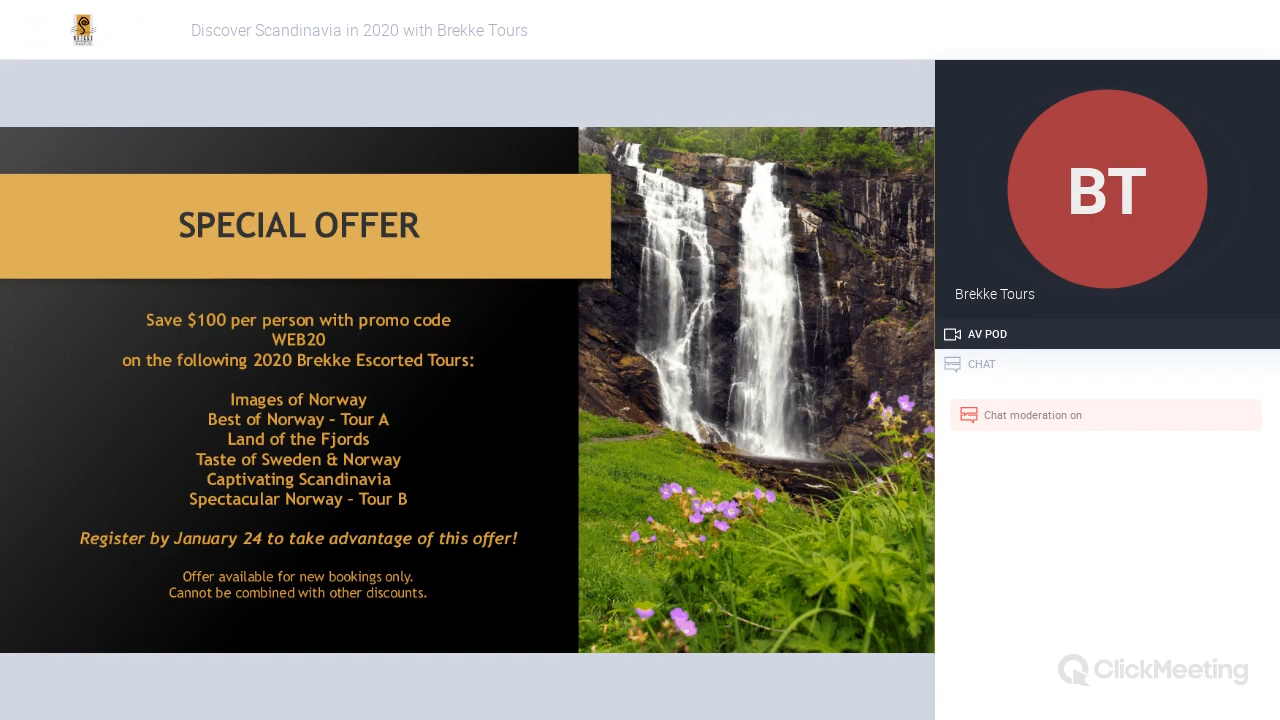 BREKKE
Discover Scandinavia in 2020 with Brekke Tours
SPECIAL OFFER
Save $100 per person with promo code
WEB20
on the following 2020 Brekke Escorted Tours:
Images of Norway
Best of Norway - Tour A
Land of the Fjords
Taste of Sweden & Norway
Captivating Scandinavia
Spectacular Norway - Tour B
Register by January 24 to take advantage of this offer!
Offer available for new bookings only.
Cannot be combined with other discounts.
BT
Brekke Tours
AV POD
CHAT
Chat moderation on
ClickMeeting